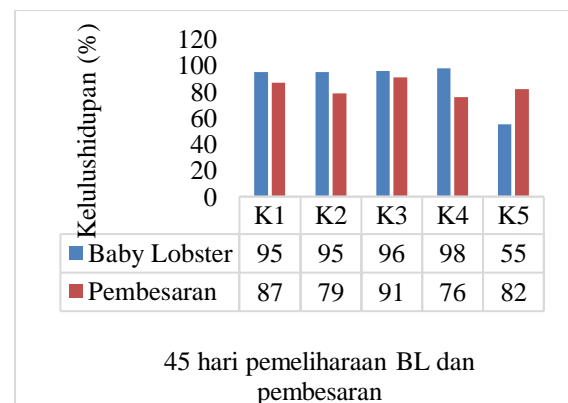 Kelulushidupan (%)
120
100
80
60
40
20
0
K1 K2 K3 K4 K5
Baby Lobster 95 95 96 98 55
Pembesaran 87 79 91 76 82
45 hari pemeliharaan BL dan
pembesaran